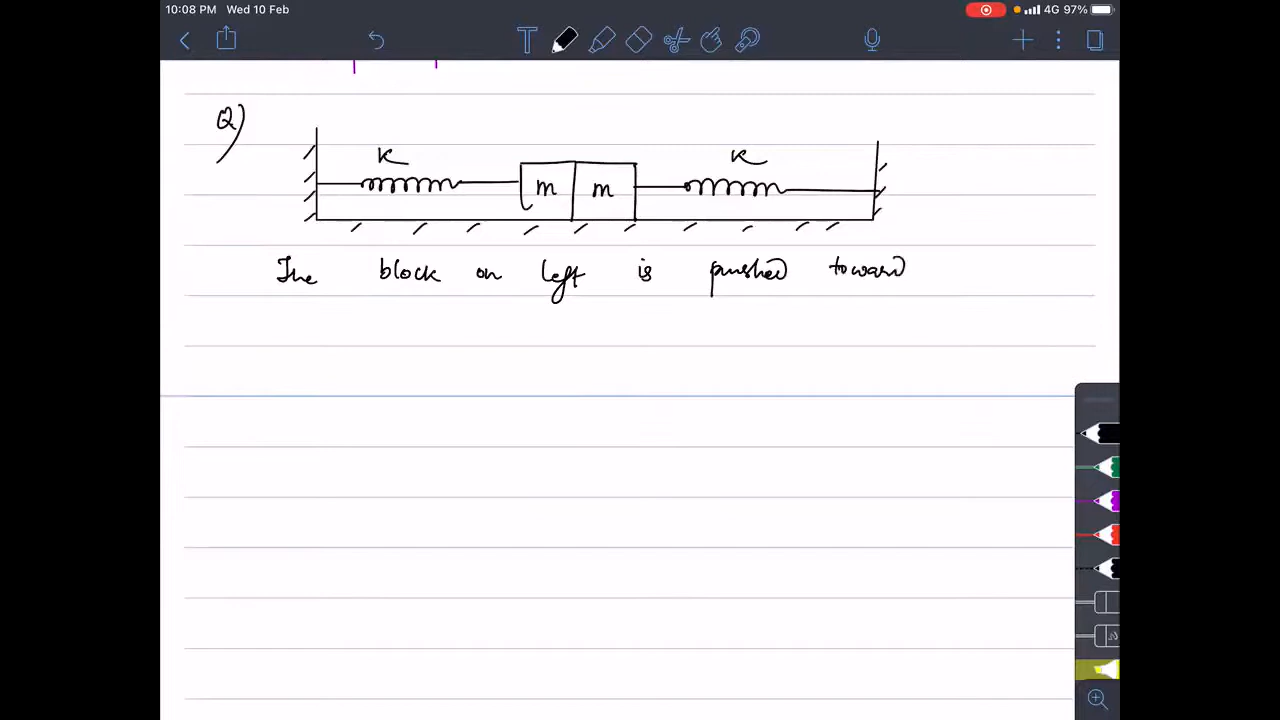 10:08 PM Wed 10 Feb 4G 97%
T
Q)
K K
m m
The block on left is pushed toward